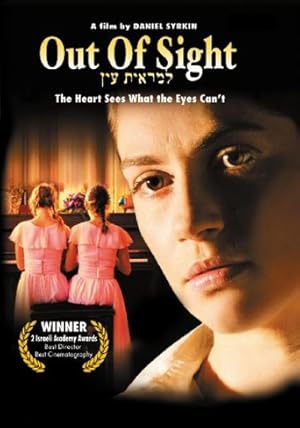 A film by DANIEL SYRKIN
Out Of Sight
למראית עין
The Heart Sees What the Eyes Can't
WINNER
2 Israeli Academy Awards
Best Director
Best Cinematography